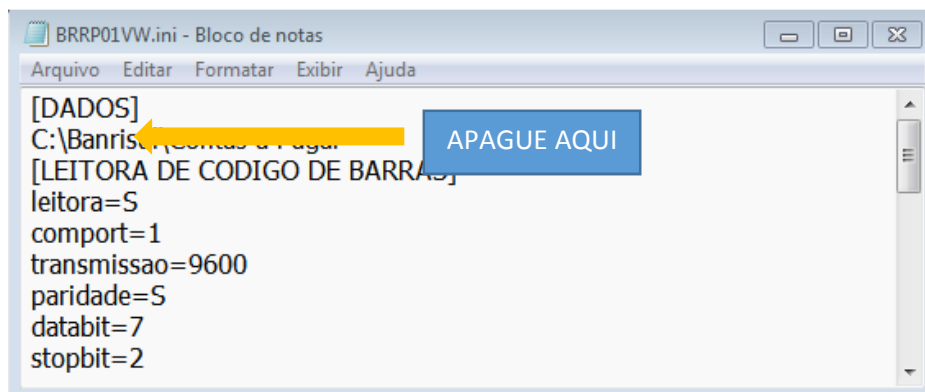 BRRP01VW.ini - Bloco de notas
Arquivo Editar Formatar Exibir Ajuda
[DADOS]
C:\Banris
APAGUE AQUI
[LEITORA DE CODIGO DE BARRAS]
leitora=S
comport=1
transmissao=9600
paridade=S
databit=7
stopbit=2